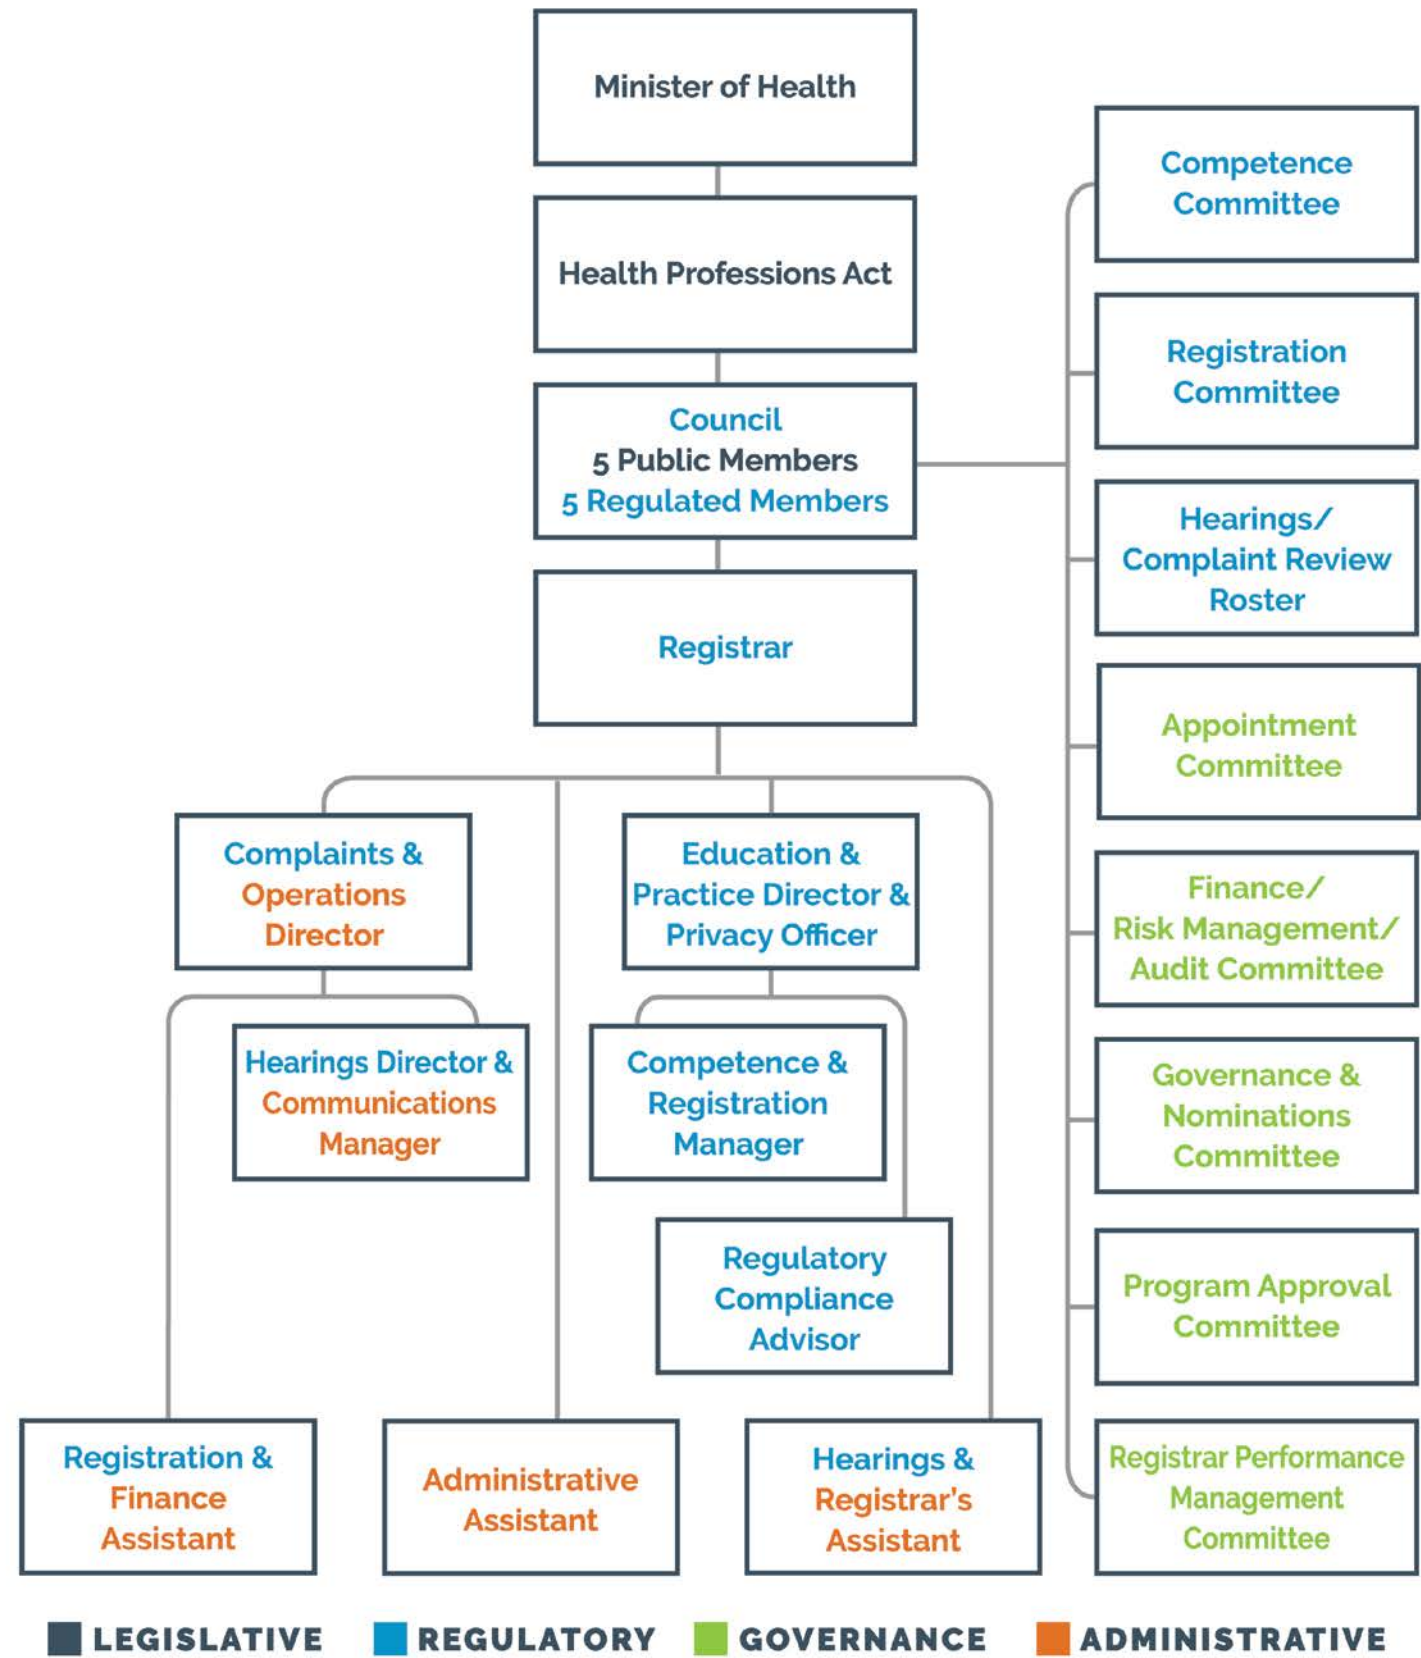 Minister of Health
Health Professions Act
Council
5 Public Members
5 Regulated Members
Registrar
Complaints &
Operations
Director
Education &
Practice Director &
Privacy Officer
Hearings Director &
Communications
Manager
Competence &
Registration
Manager
Regulatory
Compliance
Advisor
Registration &
Finance
Assistant
Administrative
Assistant
Hearings &
Registrar's
Assistant
Competence
Committee
Registration
Committee
Hearings/
Complaint Review
Roster
Appointment
Committee
Finance/
Risk Management/
Audit Committee
Governance &
Nominations
Committee
Program Approval
Committee
Registrar Performance
Management
Committee
LEGISLATIVE
REGULATORY
GOVERNANCE
ADMINISTRATIVE